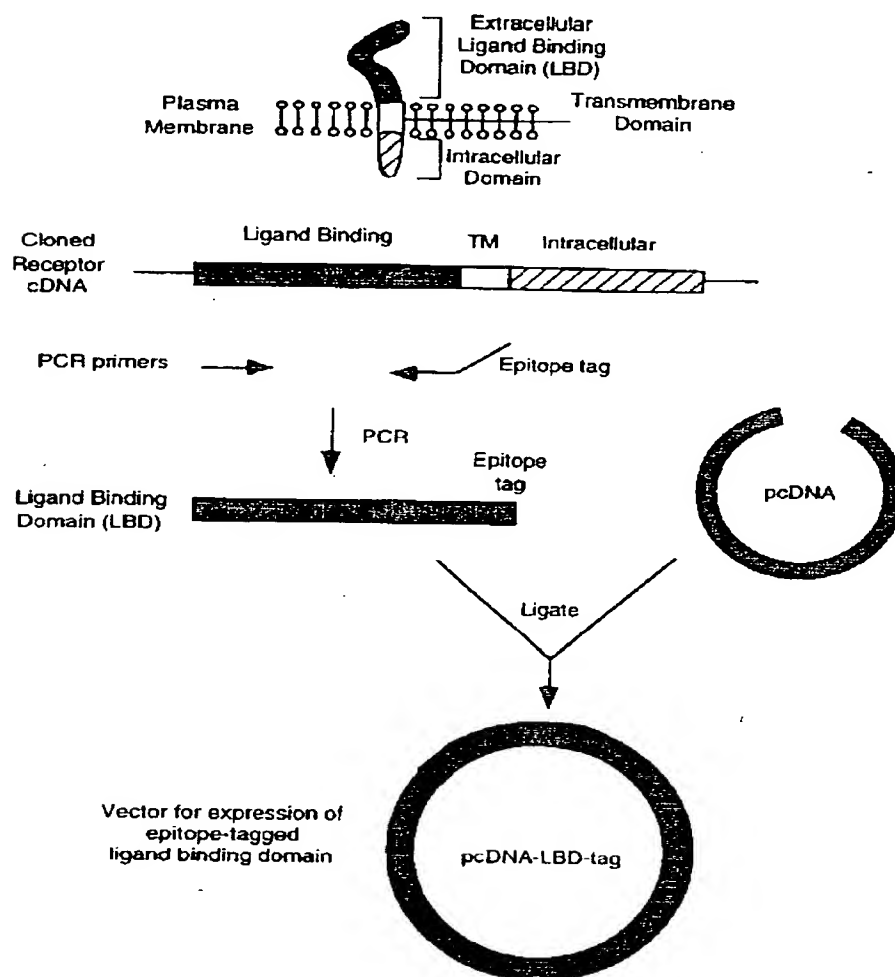 Extracellular
Ligand Binding
Domain (LBD)
Plasma
Membrane
Transmembrane
Domain
Intracellular
Domain
Cloned
Receptor
cDNA
Ligand Binding
TM
Intracellular
PCR primers
Epitope tag
PCR
Epitope
tag
Ligand Binding
Domain (LBD)
pcDNA
Ligate
Vector for expression of
epitope-tagged
ligand binding domain
pcDNA-LBD-tag